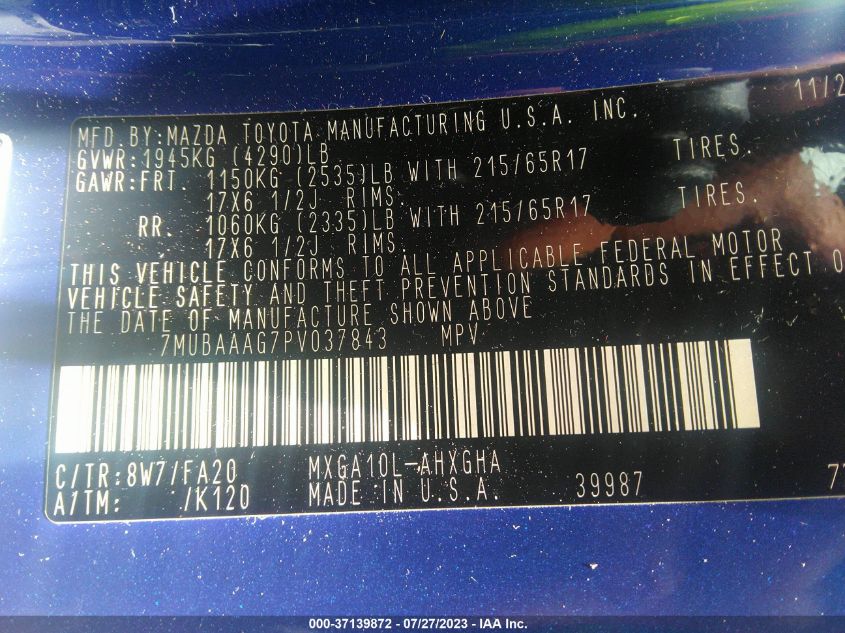 11/2
MFD BY:MAZDA TOYOTA MANUFACTURING U.S.A. INC.
GVWR:1945KG (4290)LB
GAWR:FRT. 1150KG (2535)LB WITH 215/65R17 TIRES.
17X6 1/2J RIMS.
RR. 1060KG (2335)LB WITH 215/65R17 TIRES.
17X6 1/2J RIMS.
THIS VEHICLE CONFORMS TO ALL APPLICABLE FEDERAL MOTOR
VEHICLE SAFETY AND THEFT PREVENTION STANDARDS IN EFFECT O
THE DATE OF MANUFACTURE SHOWN ABOVE
7MUBAAAG7PV037843 MPV
C/TR:8W7/FA20 MXGA10L-AHXGHA
A/TM: /K120 MADE IN U.S.A. 39987 77
000-37139872 / 07/27/2023 - © IAA Inc.